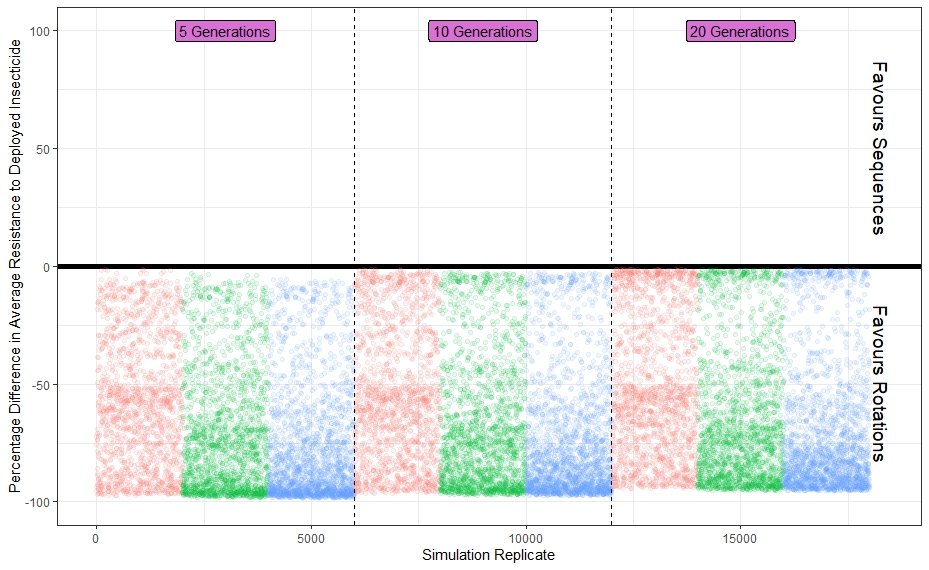 5 Generations
10 Generations
20 Generations
Percentage Difference in Average Resistance to Deployed Insecticide
100
50
0
-50
-100
Favours Sequences
Favours Rotations
0
5000
10000
15000
Simulation Replicate